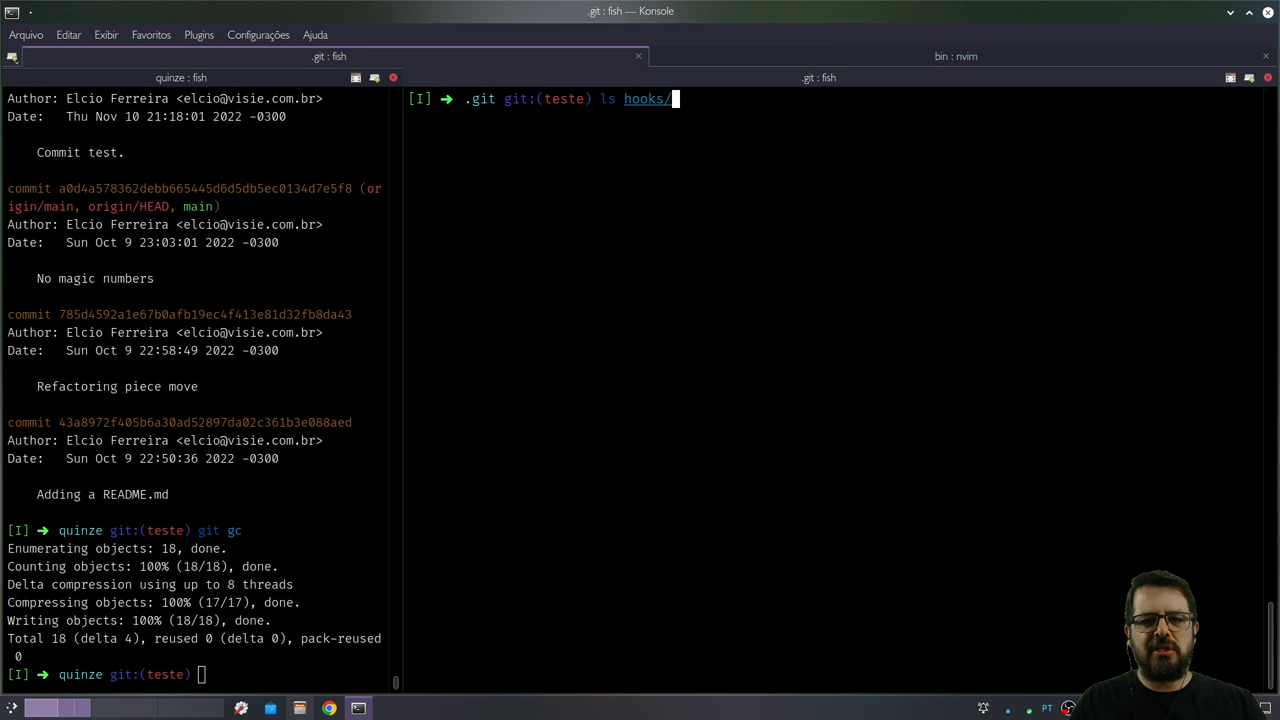 .git : fish — Konsole
Arquivo Editar Exibir Favoritos Plugins Configurações Ajuda
.git : fish
bin : nvim
quinze : fish
Author: Elcio Ferreira <elcio@visie.com.br>
Date:   Thu Nov 10 21:18:01 2022 -0300
Commit test.
commit a0d4a578362debb665445d6d5db5ec0134d7e5f8 (or
igin/main, origin/HEAD, main)
Author: Elcio Ferreira <elcio@visie.com.br>
Date:   Sun Oct 9 23:03:01 2022 -0300
No magic numbers
commit 785d4592a1e67b0afb19ec4f413e81d32fb8da43
Author: Elcio Ferreira <elcio@visie.com.br>
Date:   Sun Oct 9 22:58:49 2022 -0300
Refactoring piece move
commit 43a8972f405b6a30ad52897da02c361b3e088aed
Author: Elcio Ferreira <elcio@visie.com.br>
Date:   Sun Oct 9 22:50:36 2022 -0300
Adding a README.md
[I] ➜ quinze git:(teste) git gc
Enumerating objects: 18, done.
Counting objects: 100% (18/18), done.
Delta compression using up to 8 threads
Compressing objects: 100% (17/17), done.
Writing objects: 100% (18/18), done.
Total 18 (delta 4), reused 0 (delta 0), pack-reused
0
[I] ➜ quinze git:(teste)
.git : fish
[I] ➜ .git git:(teste) ls hooks/
PT